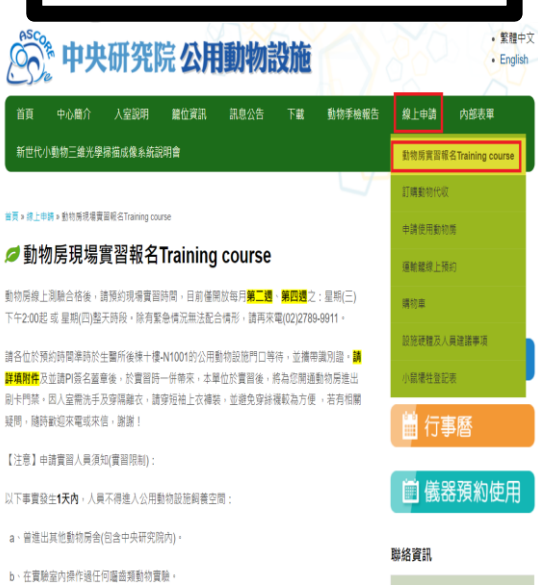 ASCORE
中央研究院 公用動物設施
繁體中文
English
首頁 中心簡介 入室說明 籠位資訊 訊息公告 下載 動物季檢報告 線上申請 內部表單
新世代小動物三維光學掃描成像系統說明會
動物房實習報名Training course
訂購動物代收
申請使用動物商
運輸籠線上預約
購物車
設施硬體及人員建議事項
小鼠犧牲登記表
首頁 » 線上申請 » 動物房現場實習報名Training course
動物房現場實習報名Training course
動物房線上測驗合格後，請預約現場實習時間，目前僅開放每月第二週、第四週之：星期(三)
下午2:00起 或 星期(四)整天時段。除有緊急情況無法配合情形，請再來電(02)2789-9911。
請各位於預約時間準時於生醫所後棟十樓-N1001的公用動物設施門口等待，並攜帶識別證。請
詳填附件及並請PI簽名蓋章後，於實習時一併帶來，本單位於實習後，將為您開通動物房進出
刷卡門禁。因人室需洗手及穿隔離衣，請穿短袖上衣褲裝，並避免穿絲襪較為方便，若有相關
疑問，隨時歡迎來電或來信，謝謝！
【注意】申請實習人員須知(實習限制)：
以下事實發生1天內，人員不得進入公用動物設施飼養空間：
a、曾進出其他動物房舍(包含中央研究院內)。
b、在實驗室內操作過任何囓齒類動物實驗。
行事曆
儀器預約使用
聯絡資訊